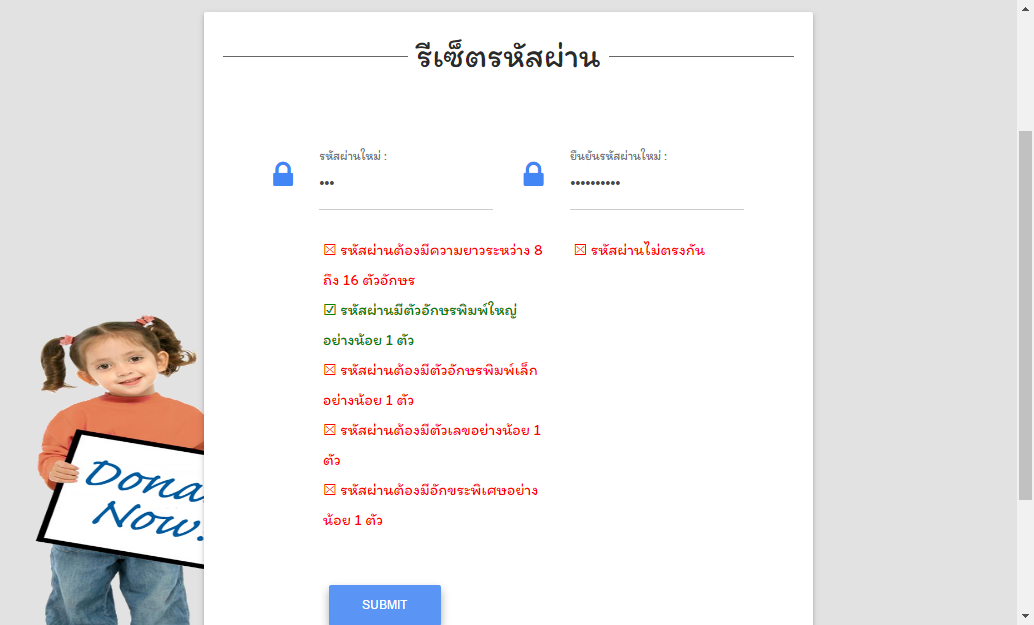 รีเซ็ตรหัสผ่าน
รหัสผ่านใหม่ :
ยืนยันรหัสผ่านใหม่ :
•••
••••••••••
☒ รหัสผ่านต้องมีความยาวระหว่าง 8
ถึง 16 ตัวอักษร
☑ รหัสผ่านมีตัวอักษรพิมพ์ใหญ่
อย่างน้อย 1 ตัว
☒ รหัสผ่านต้องมีตัวอักษรพิมพ์เล็ก
อย่างน้อย 1 ตัว
☒ รหัสผ่านต้องมีตัวเลขอย่างน้อย 1
ตัว
☒ รหัสผ่านต้องมีอักขระพิเศษอย่าง
น้อย 1 ตัว
☒ รหัสผ่านไม่ตรงกัน
SUBMIT
Dona
Now.